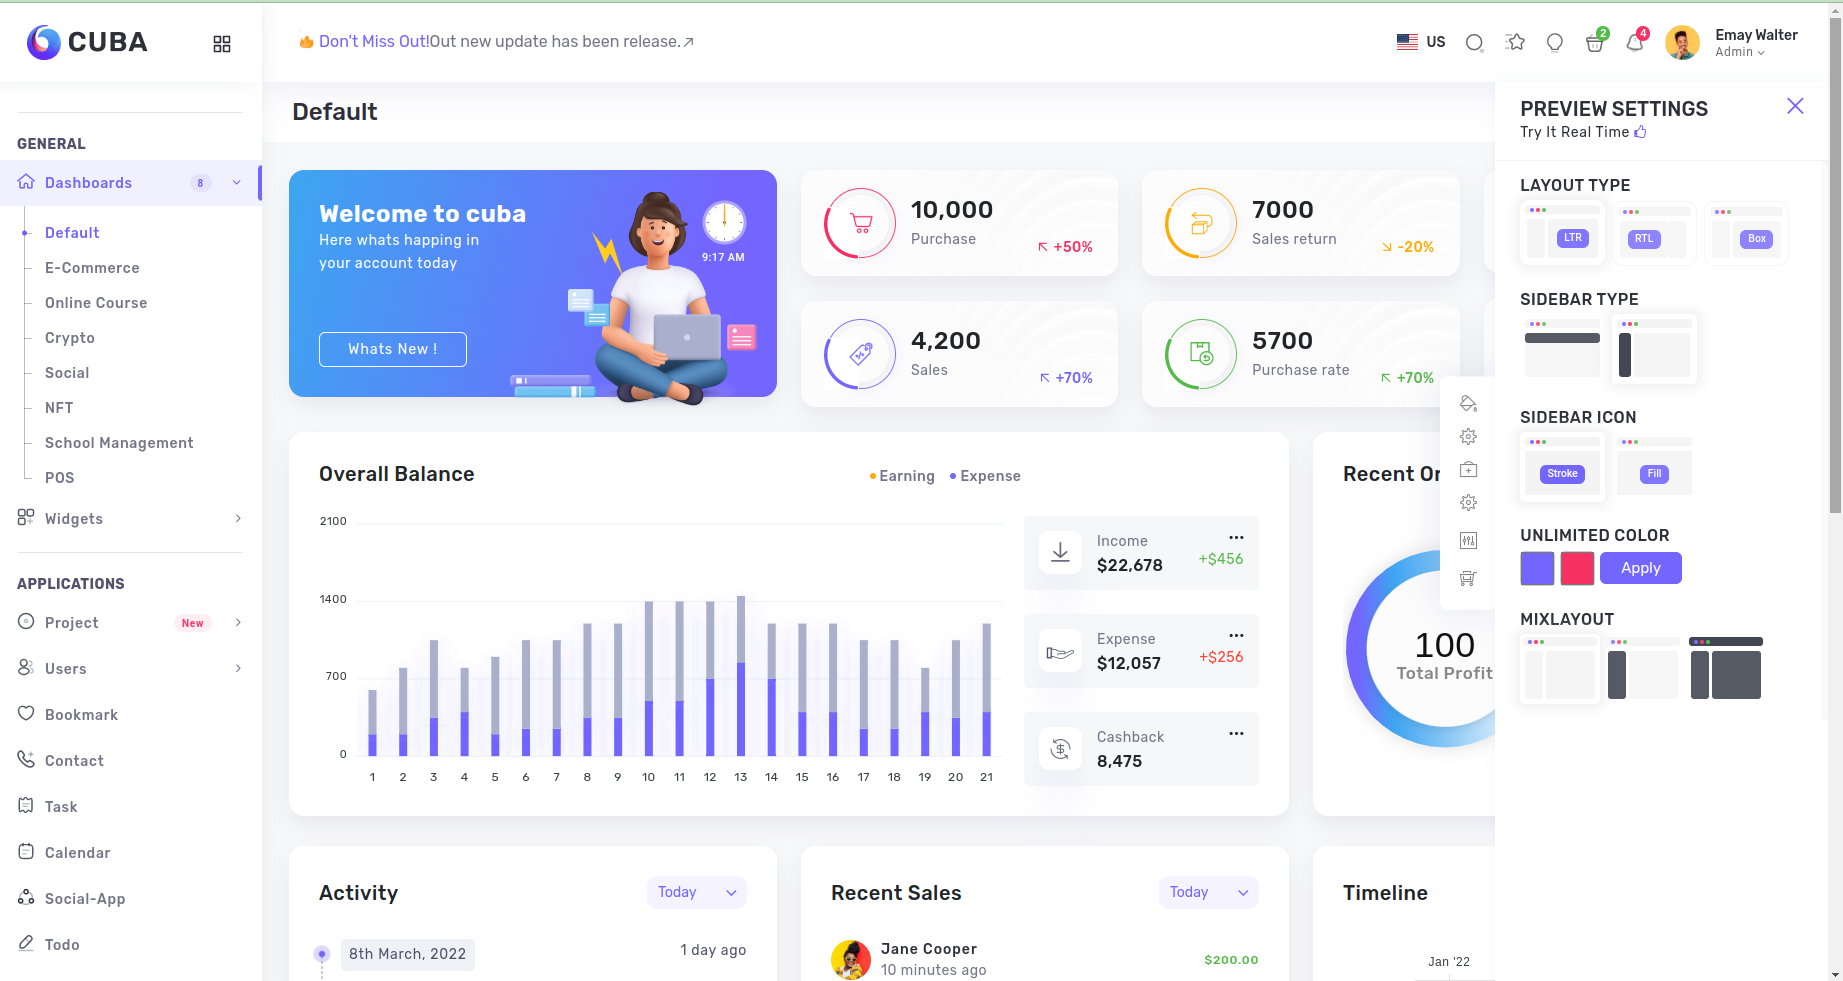 CUBA
Don't Miss Out! Out new update has been release.
US
2
4
Emay Walter
Admin
GENERAL
Dashboards
8
Default
E-Commerce
Online Course
Crypto
Social
NFT
School Management
POS
Widgets
APPLICATIONS
Project
New
Users
Bookmark
Contact
Task
Calendar
Social-App
Todo
Default
Welcome to cuba
Here whats happing in
your account today
Whats New !
9:17 AM
10,000
Purchase
+50%
7000
Sales return
-20%
4,200
Sales
+70%
5700
Purchase rate
+70%
Overall Balance
Earning
Expense
2100
1400
700
0
1 2 3 4 5 6 7 8 9 10 11 12 13 14 15 16 17 18 19 20 21
Income
$22,678
+$456
Expense
$12,057
+$256
Cashback
8,475
Recent Or
100
Total Profit
Activity
Today
8th March, 2022
1 day ago
Recent Sales
Today
Jane Cooper
10 minutes ago
$200.00
Timeline
Jan '22
PREVIEW SETTINGS
Try It Real Time
LAYOUT TYPE
LTR
RTL
Box
SIDEBAR TYPE
SIDEBAR ICON
Stroke
Fill
UNLIMITED COLOR
Apply
MIXLAYOUT